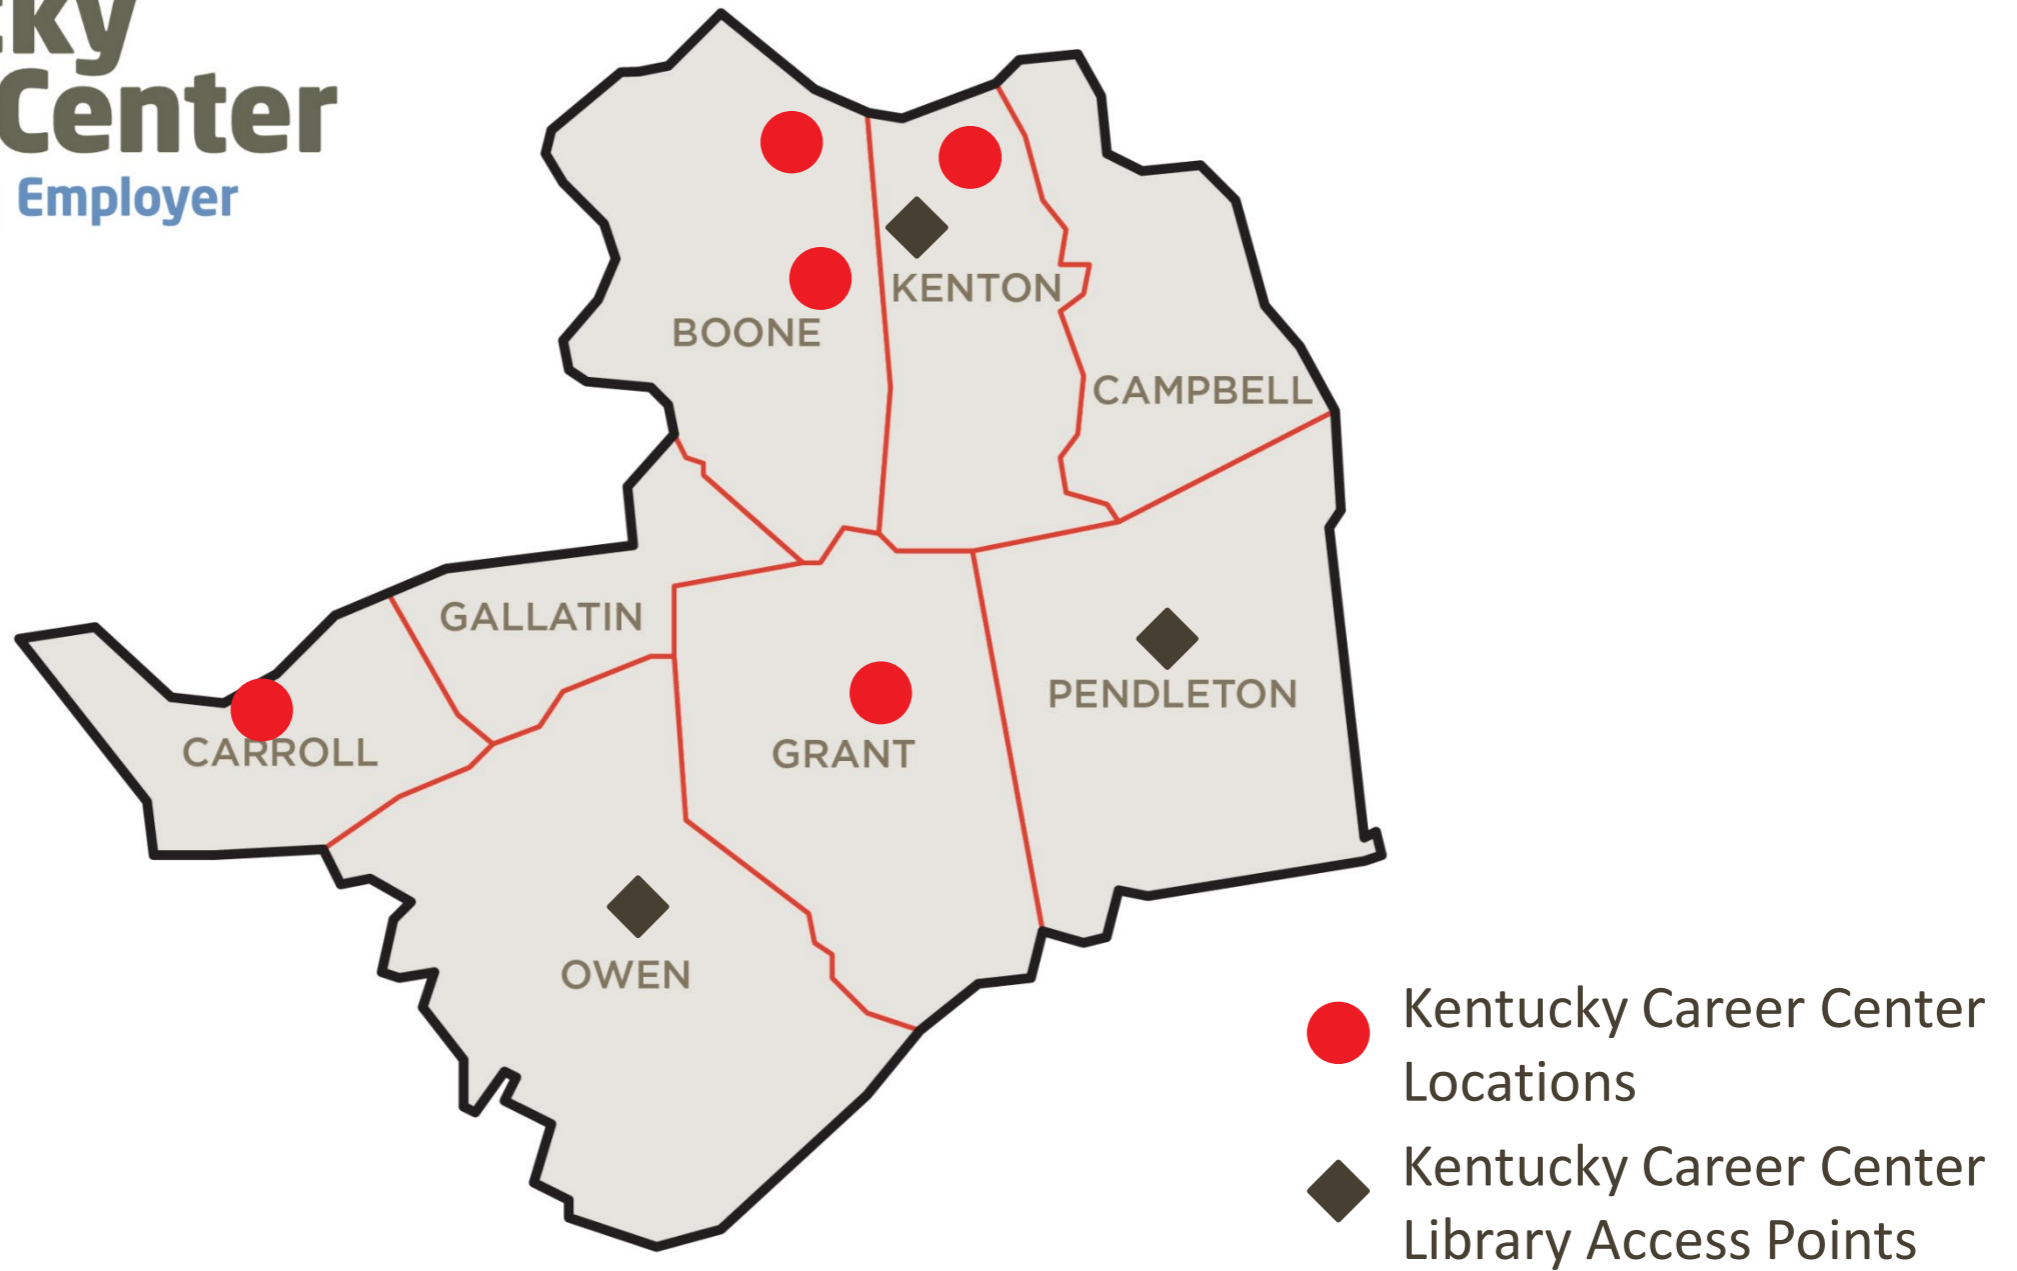 Center
Employer
KENTON
BOONE
CAMPBELL
GALLATIN
PENDLETON
CARROLL
GRANT
OWEN
Kentucky Career Center
Locations
Kentucky Career Center
Library Access Points